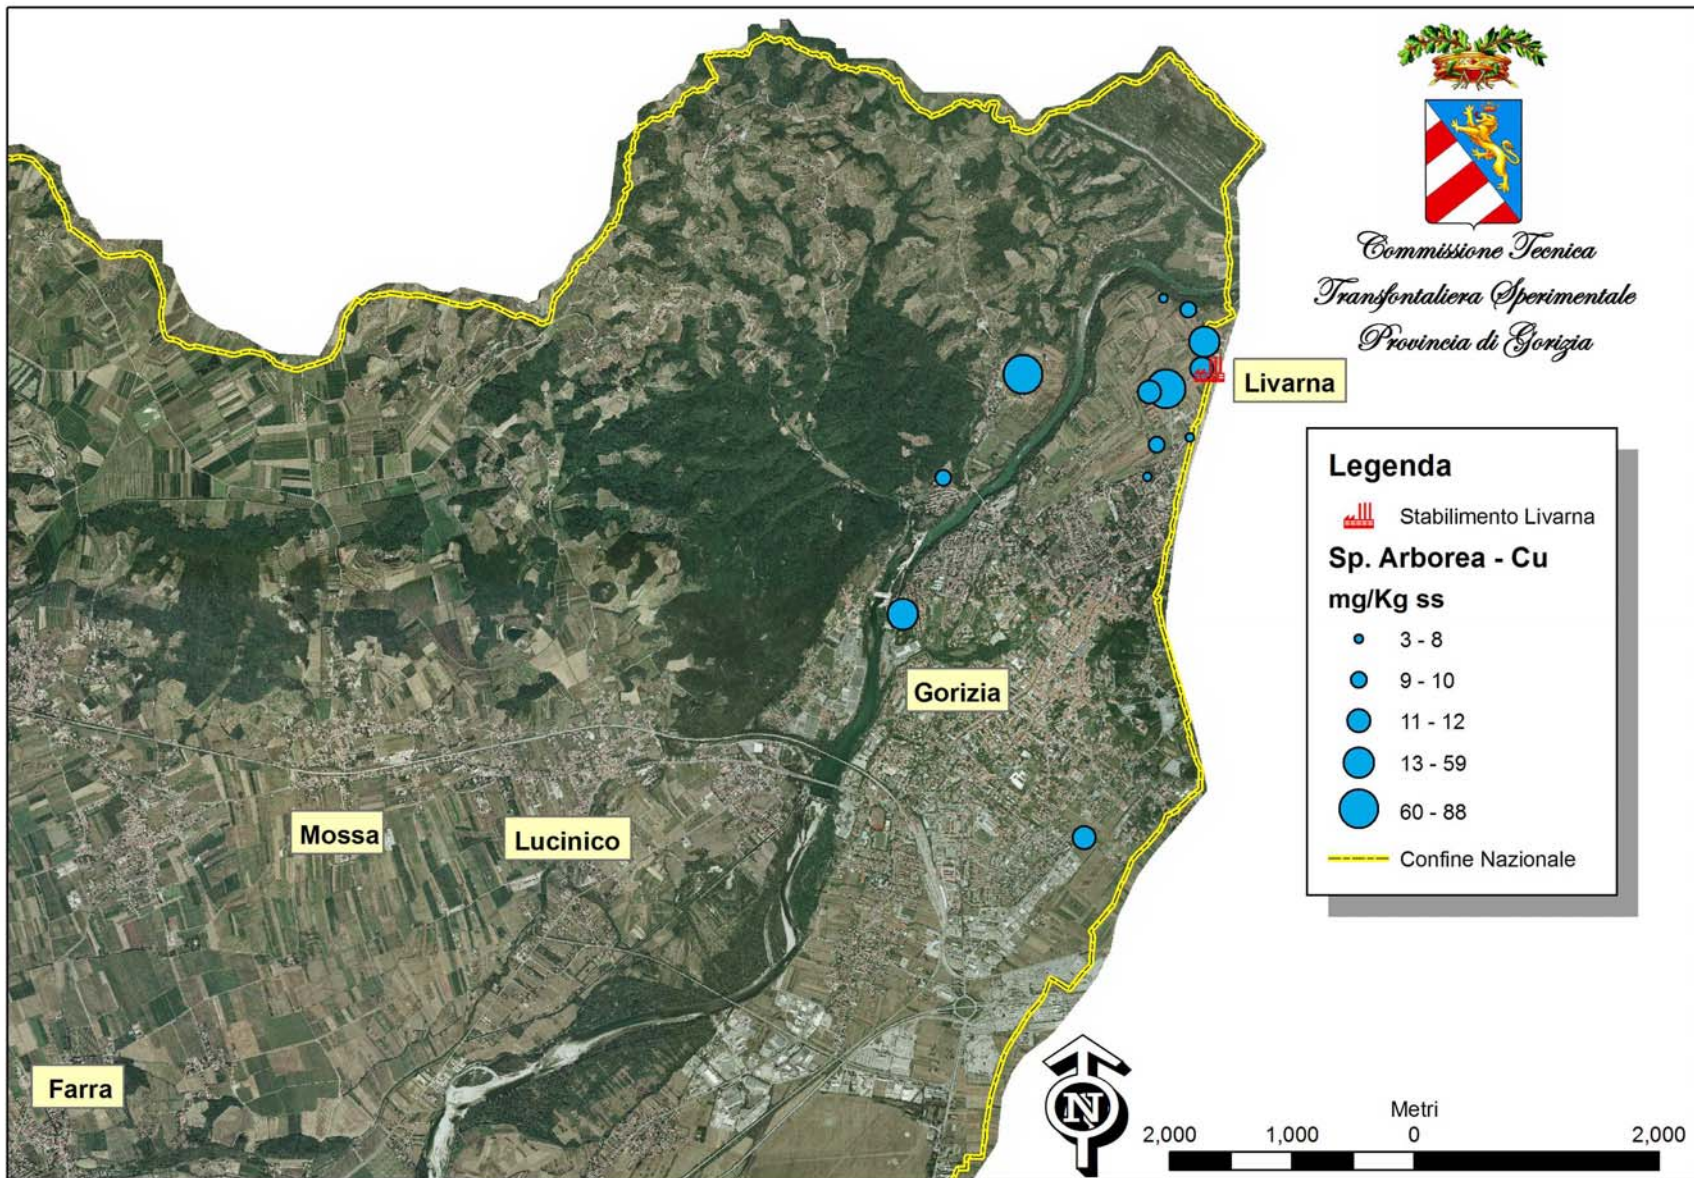 Commissione Tecnica
Transfontaliera Sperimentale
Provincia di Gorizia
Livarna
Legenda
Stabilimento Livarna
Sp. Arborea - Cu
mg/Kg ss
3 - 8
9 - 10
11 - 12
13 - 59
60 - 88
Confine Nazionale
Gorizia
Mossa
Lucinico
Farra
N
Metri
2,000 1,000 0 2,000